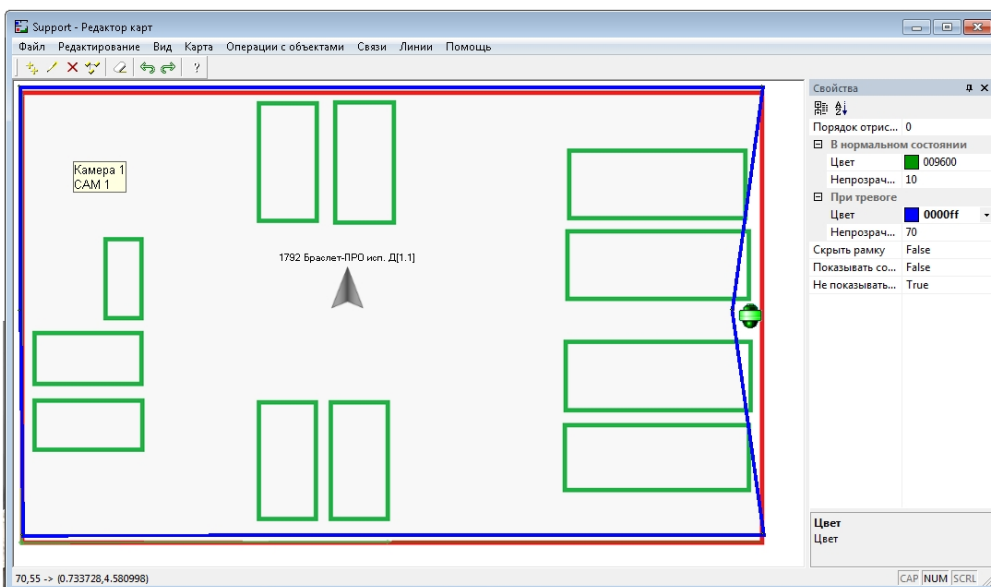 Support - Редактор карт
Файл Редактирование Вид Карта Операции с объектами Связи Линии Помощь
?
Камера 1
CAM 1
1792 Браслет-ПРО исп. Д[1.1]
Свойства
Порядок отрис... 0
В нормальном состоянии
Цвет 009600
Непрозрач... 10
При тревоге
Цвет 0000ff
Непрозрач... 70
Скрыть рамку False
Показывать со... False
Не показывать... True
Цвет
Цвет
70,55 -> (0.733728,4.580998)
CAP NUM SCRL